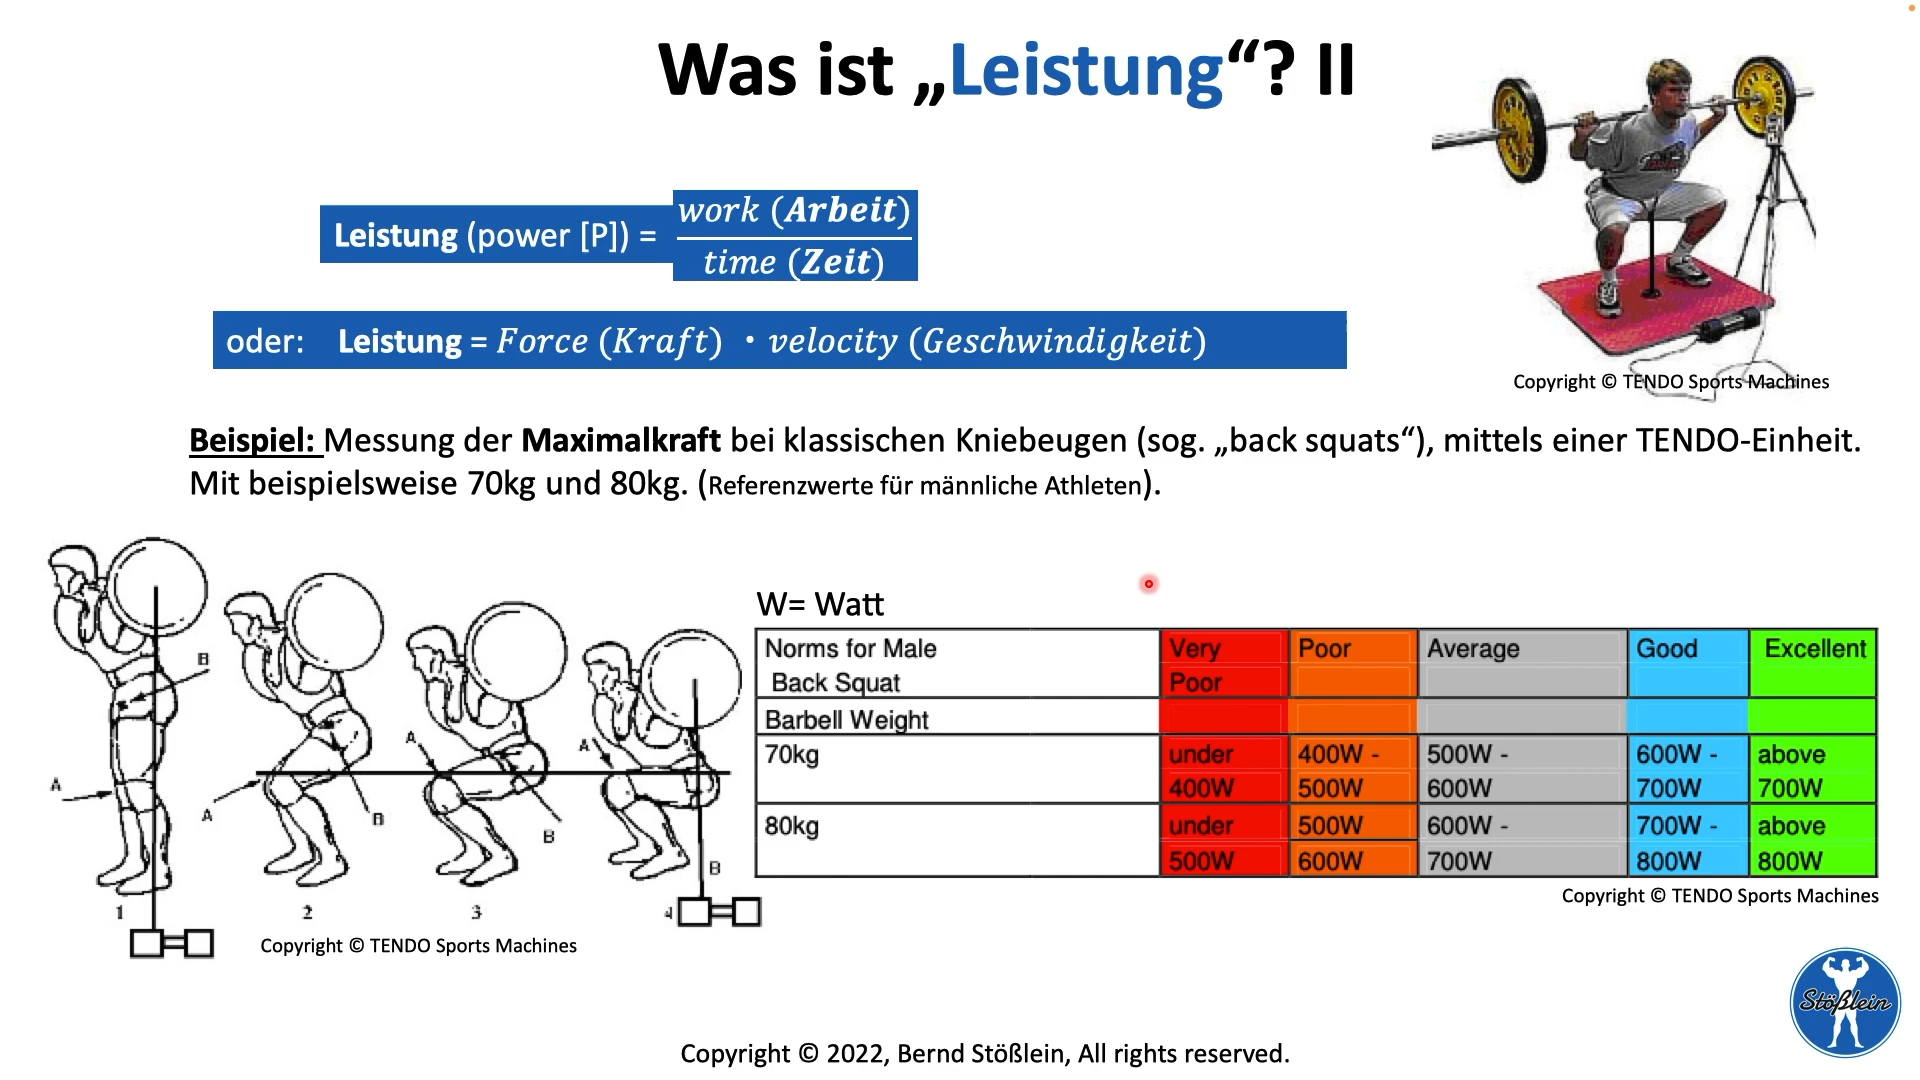 Was ist „Leistung“? II
Leistung (power [P]) = work (Arbeit)
time (Zeit)
oder: Leistung = Force (Kraft) · velocity (Geschwindigkeit)
Copyright © TENDO Sports Machines
Beispiel: Messung der Maximalkraft bei klassischen Kniebeugen (sog. „back squats“), mittels einer TENDO-Einheit.
Mit beispielsweise 70kg und 80kg. (Referenzwerte für männliche Athleten).
W= Watt
Norms for Male Very Poor Average Good Excellent
Back Squat Poor
Barbell Weight
70kg under 400W - 500W - 600W - above
400W 500W 600W 700W 700W
80kg under 500W 600W - 700W - above
500W 600W 700W 800W 800W
Copyright © TENDO Sports Machines
B
A
A
B
A
B
A
B
1 2 3 4
Copyright © TENDO Sports Machines
Stößlein
Copyright © 2022, Bernd Stößlein, All rights reserved.